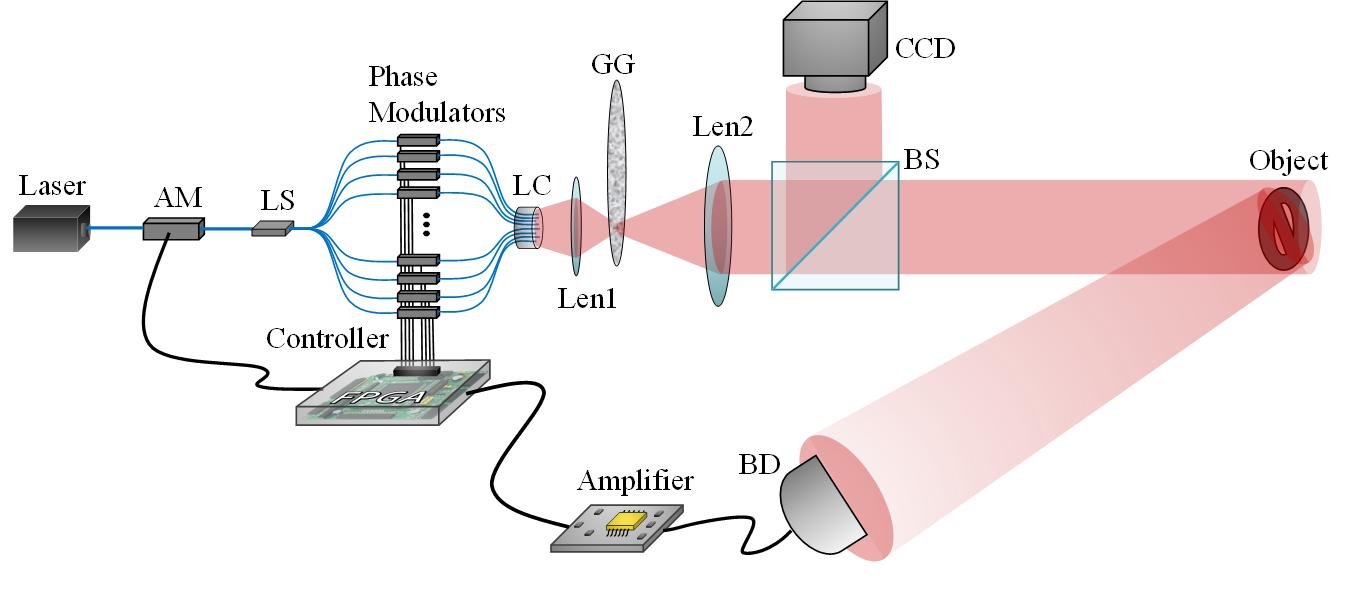 CCD
GG
Phase
Modulators
Len2
BS
Object
Laser
AM
LS
LC
Len1
Controller
FPGA
BD
Amplifier